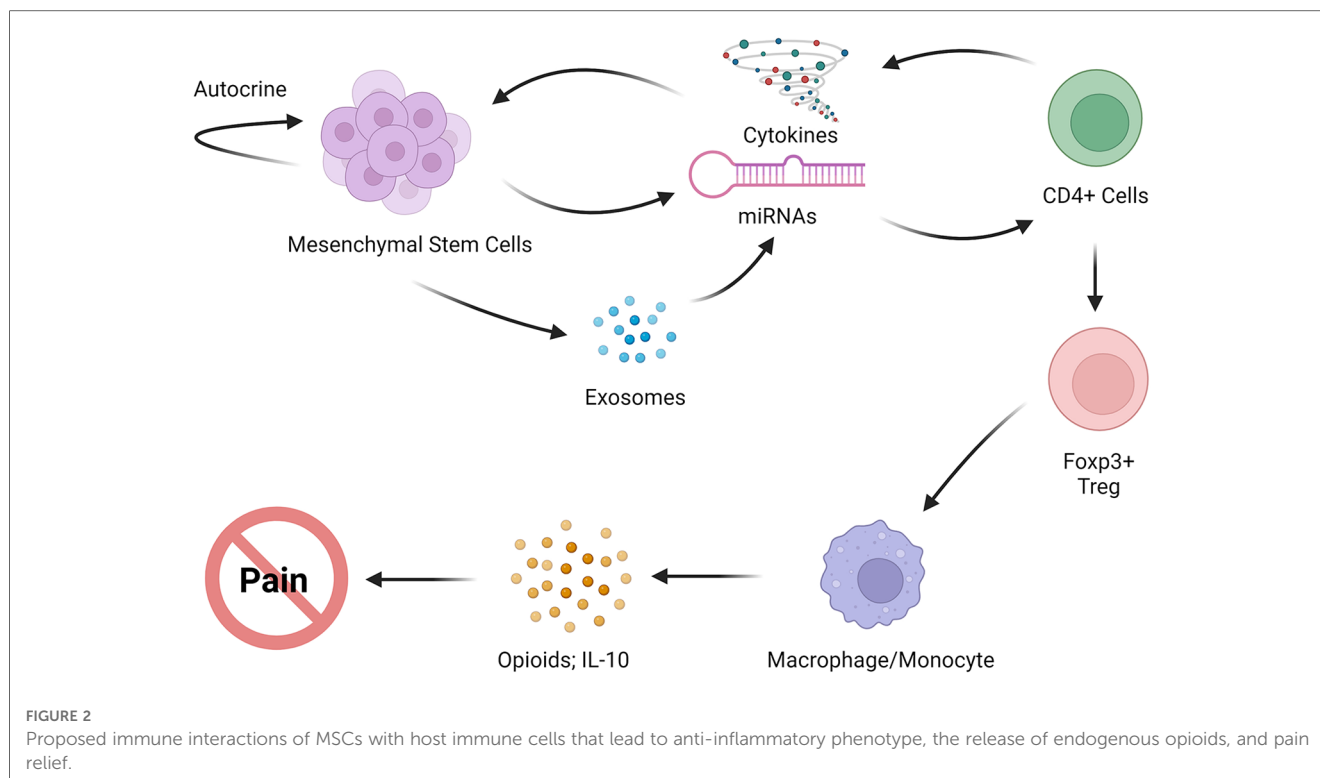 Autocrine
Cytokines
miRNAs
CD4+ Cells
Mesenchymal Stem Cells
Exosomes
Foxp3+
Treg
Pain
Opioids; IL-10
Macrophage/Monocyte
FIGURE 2
Proposed immune interactions of MSCs with host immune cells that lead to anti-inflammatory phenotype, the release of endogenous opioids, and pain
relief.